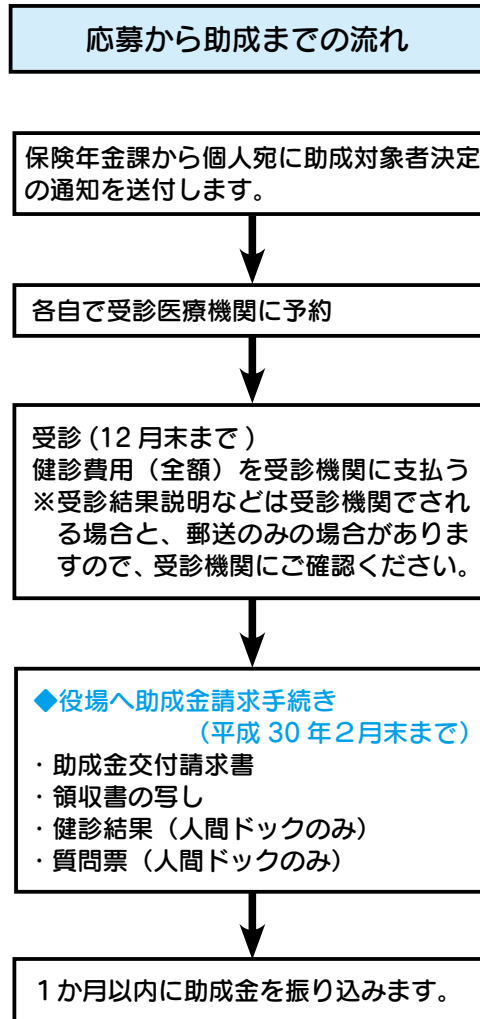 応募から助成までの流れ
保険年金課から個人宛に助成対象者決定
の通知を送付します。
各自で受診医療機関に予約
受診 (12 月末まで )
健診費用（全額）を受診機関に支払う
※受診結果説明などは受診機関でされ
る場合と、郵送のみの場合がありま
すので、受診機関にご確認ください。
◆役場へ助成金請求手続き
（平成 30 年２月末まで）
・助成金交付請求書
・領収書の写し
・健診結果（人間ドックのみ）
・質問票（人間ドックのみ）
１か月以内に助成金を振り込みます。